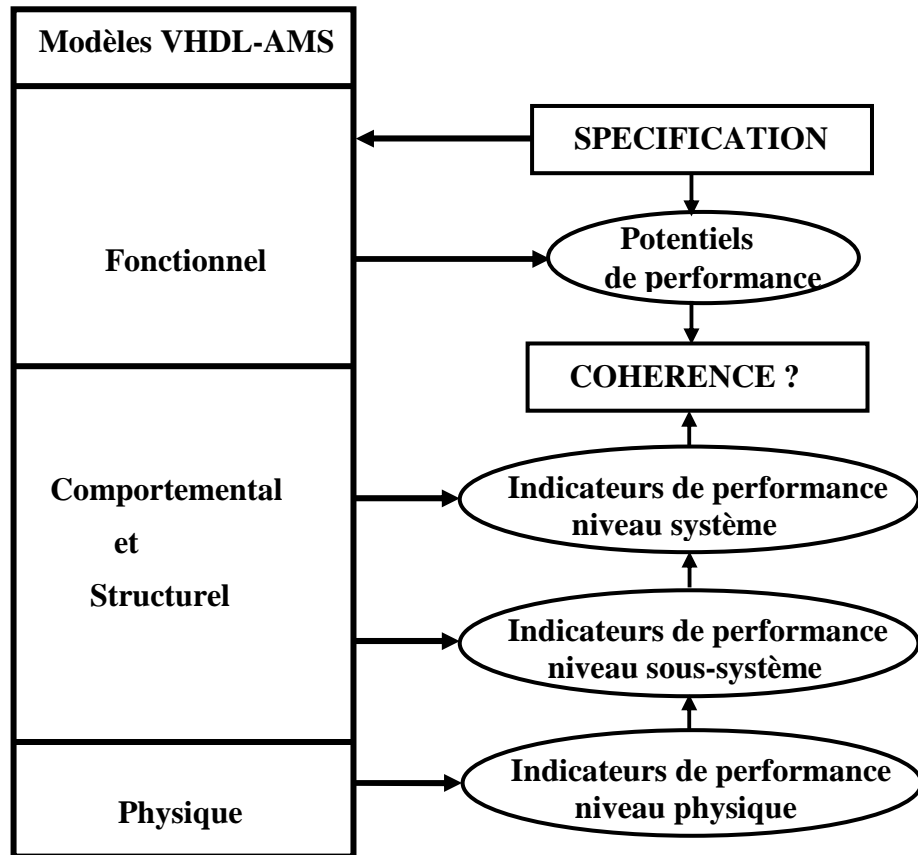 Modèles VHDL-AMS
SPECIFICATION
Potentiels
de performance
Fonctionnel
COHERENCE ?
Comportemental
et
Structurel
Indicateurs de performance
niveau système
Indicateurs de performance
niveau sous-système
Physique
Indicateurs de performance
niveau physique